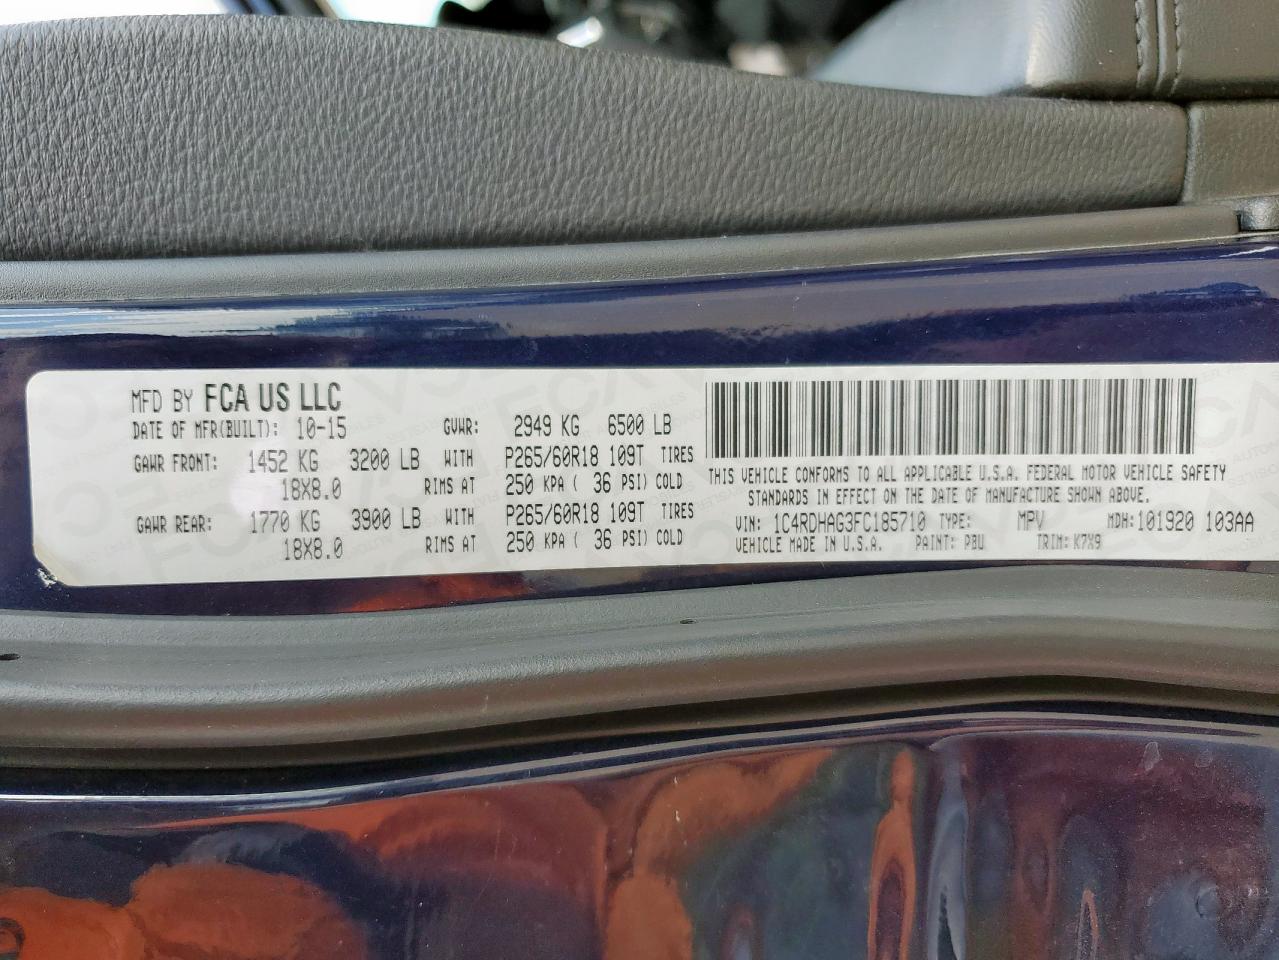 MFD BY FCA US LLC
DATE OF MFR(BUILT): 10-15 GVWR: 2949 KG 6500 LB
GAWR FRONT: 1452 KG 3200 LB WITH P265/60R18 109T TIRES
18X8.0 RIMS AT 250 KPA ( 36 PSI) COLD
GAWR REAR: 1770 KG 3900 LB WITH P265/60R18 109T TIRES
18X8.0 RIMS AT 250 KPA ( 36 PSI) COLD
THIS VEHICLE CONFORMS TO ALL APPLICABLE U.S.A. FEDERAL MOTOR VEHICLE SAFETY
STANDARDS IN EFFECT ON THE DATE OF MANUFACTURE SHOWN ABOVE.
VIN: 1C4RDHAG3FC185710 TYPE: MPV MDH: 101920 103AA
VEHICLE MADE IN U.S.A. PAINT: PBU TRIM: K7X9